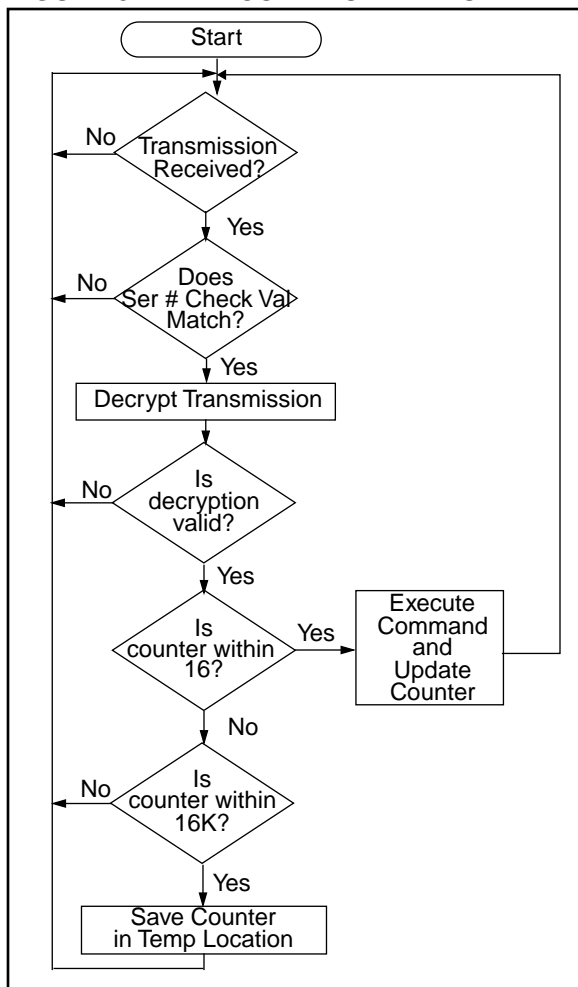 Start
No
Transmission
Received?
Yes
No
Does
Ser # Check Val
Match?
Yes
Decrypt Transmission
Is
decryption
valid?
No
Yes
Is
counter within
16?
Yes
Execute
Command
and
Update
Counter
No
Is
counter within
16K?
No
Yes
Save Counter
in Temp Location